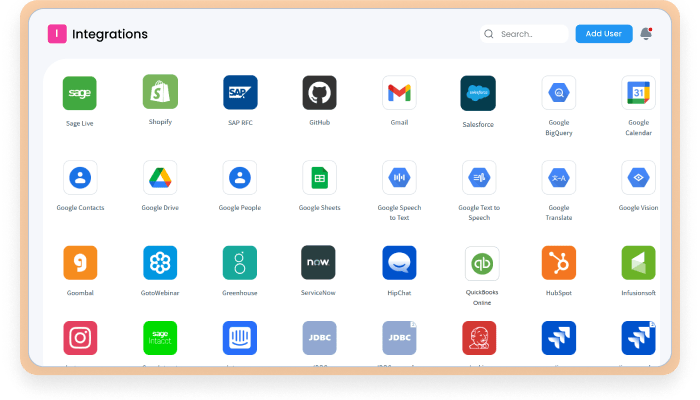 I Integrations
Search..
Add User
sage
S
SAP
salesforce
31
Sage Live
Shopify
SAP RFC
GitHub
Gmail
Salesforce
Google
BigQuery
Google
Calendar
Google Contacts
Google Drive
Google People
Google Sheets
Google Speech
to Text
Google Text to
Speech
Google
Translate
Google Vision
g
now
qb
Goombal
GotoWebinar
Greenhouse
ServiceNow
HipChat
QuickBooks
Online
HubSpot
Infusionsoft
sage
Intacct
JDBC
JDBC